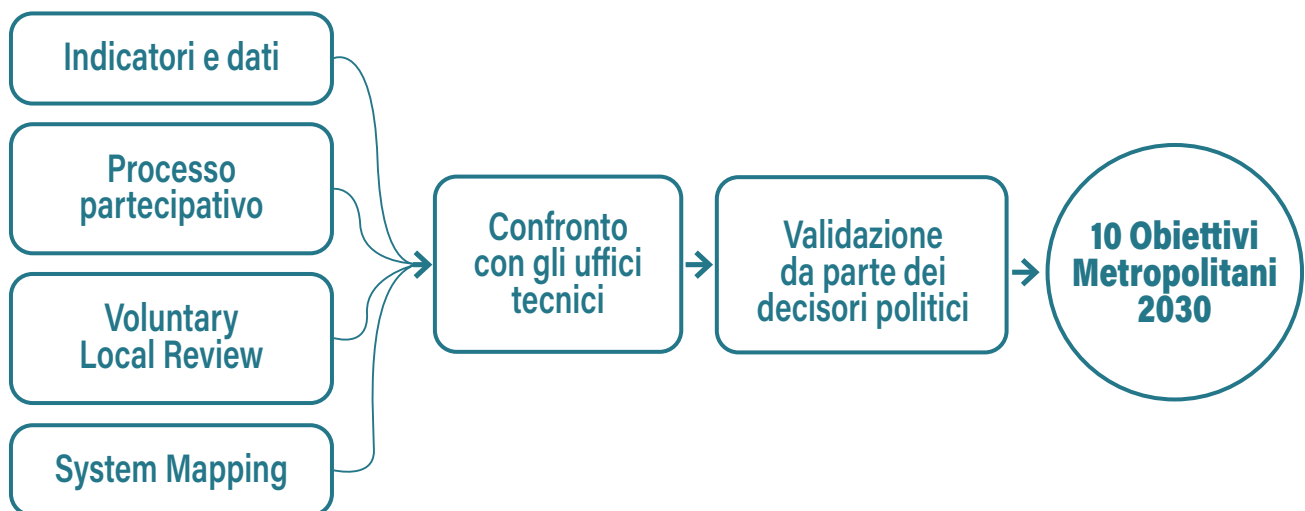 Indicatori e dati
Processo
partecipativo
Voluntary
Local Review
System Mapping
Confronto
con gli uffici
tecnici
Validazione
da parte dei
decisori politici
10 Obiettivi
Metropolitani
2030